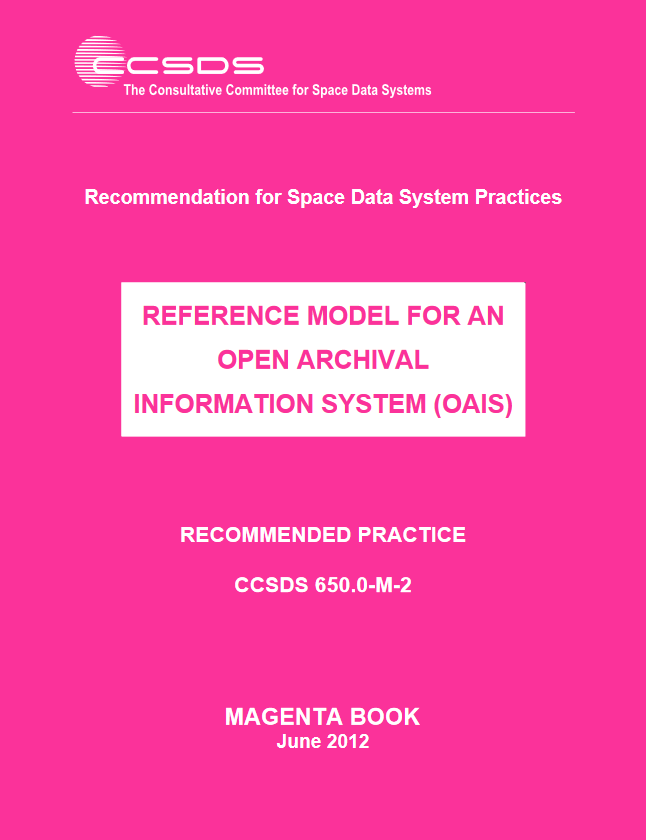 CCSDS
The Consultative Committee for Space Data Systems
Recommendation for Space Data System Practices
REFERENCE MODEL FOR AN
OPEN ARCHIVAL
INFORMATION SYSTEM (OAIS)
RECOMMENDED PRACTICE
CCSDS 650.0-M-2
MAGENTA BOOK
June 2012